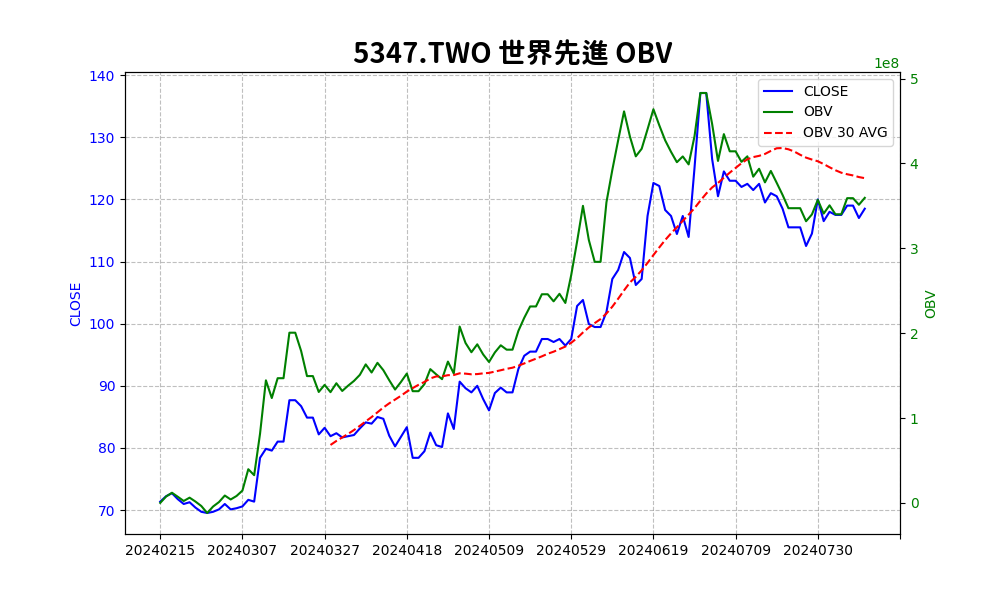 5347.TWO 世界先進 OBV
1e8
CLOSE
OBV
OBV 30 AVG
140
130
120
110
100
90
80
70
CLOSE
5
4
3
2
1
0
OBV
20240215 20240307 20240327 20240418 20240509 20240529 20240619 20240709 20240730